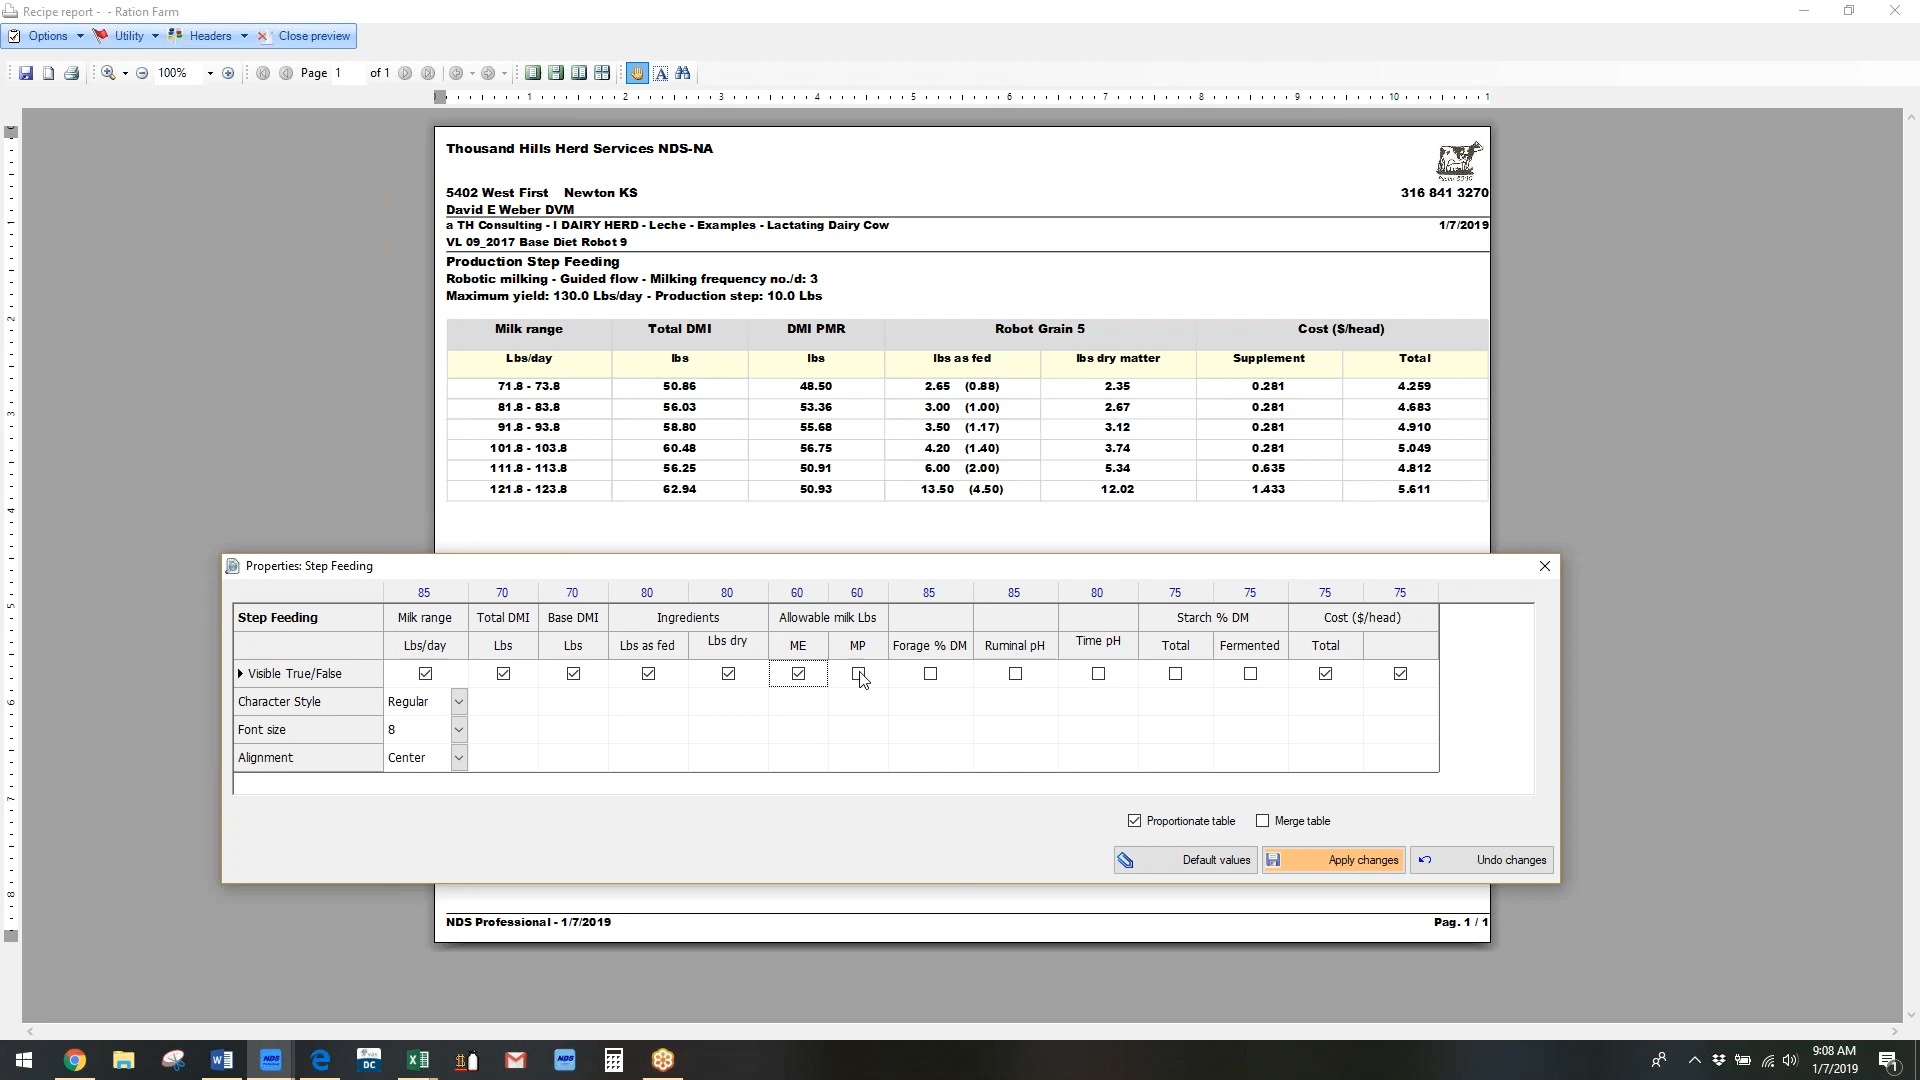 Recipe report - - Ration Farm
Options Utility Headers Close preview
100% Page 1 of 1
1 2 3 4 5 6 7 8 9 10 1
Thousand Hills Herd Services NDS-NA
5402 West First Newton KS 316 841 3270
David E Weber DVM
a TH Consulting - I DAIRY HERD - Leche - Examples - Lactating Dairy Cow 1/7/2019
VL 09_2017 Base Diet Robot 9
Production Step Feeding
Robotic milking - Guided flow - Milking frequency no./d: 3
Maximum yield: 130.0 Lbs/day - Production step: 10.0 Lbs
Milk range Total DMI DMI PMR Robot Grain 5 Cost ($/head)
Lbs/day lbs lbs lbs as fed lbs dry matter Supplement Total
71.8 - 73.8 50.86 48.50 2.65 (0.88) 2.35 0.281 4.259
81.8 - 83.8 56.03 53.36 3.00 (1.00) 2.67 0.281 4.683
91.8 - 93.8 58.80 55.68 3.50 (1.17) 3.12 0.281 4.910
101.8 - 103.8 60.48 56.75 4.20 (1.40) 3.74 0.281 5.049
111.8 - 113.8 56.25 50.91 6.00 (2.00) 5.34 0.635 4.812
121.8 - 123.8 62.94 50.93 13.50 (4.50) 12.02 1.433 5.611
Properties: Step Feeding
85 70 70 80 80 60 60 85 85 80 75 75 75 75
Step Feeding Milk range Total DMI Base DMI Ingredients Allowable milk Lbs Starch % DM Cost ($/head)
Lbs/day Lbs Lbs Lbs as fed Lbs dry ME MP Forage % DM Ruminal pH Time pH Total Fermented Total
Visible True/False
Character Style Regular
Font size 8
Alignment Center
Proportionate table Merge table
Default values Apply changes Undo changes
NDS Professional - 1/7/2019 Pag. 1 / 1
9:08 AM
1/7/2019